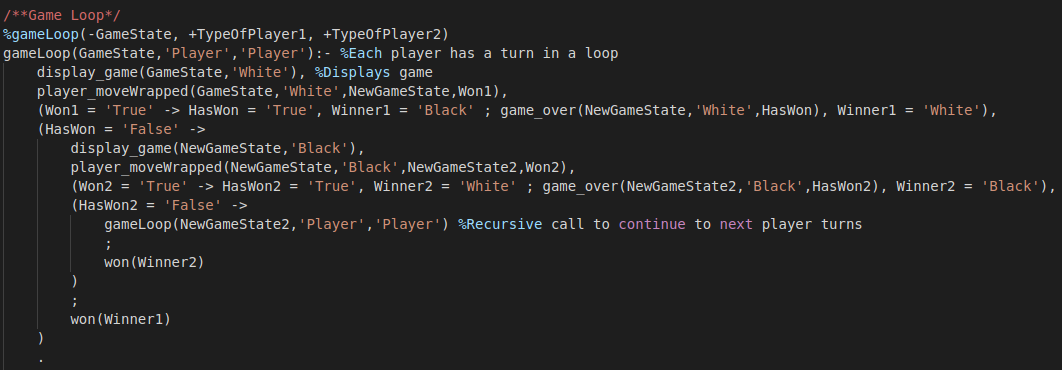 /**Game Loop*/
%gameLoop(-GameState, +TypeOfPlayer1, +TypeOfPlayer2)
gameLoop(GameState,'Player','Player'):- %Each player has a turn in a loop
    display_game(GameState,'White'), %Displays game
    player_moveWrapped(GameState,'White',NewGameState,Won1),
    (Won1 = 'True' -> HasWon = 'True', Winner1 = 'Black' ; game_over(NewGameState,'White',HasWon), Winner1 = 'White'),
    (HasWon = 'False' ->
        display_game(NewGameState,'Black'),
        player_moveWrapped(NewGameState,'Black',NewGameState2,Won2),
        (Won2 = 'True' -> HasWon2 = 'True', Winner2 = 'White' ; game_over(NewGameState2,'Black',HasWon2), Winner2 = 'Black'),
        (HasWon2 = 'False' ->
            gameLoop(NewGameState2,'Player','Player') %Recursive call to continue to next player turns
            ;
            won(Winner2)
        )
        ;
        won(Winner1)
    )
    .